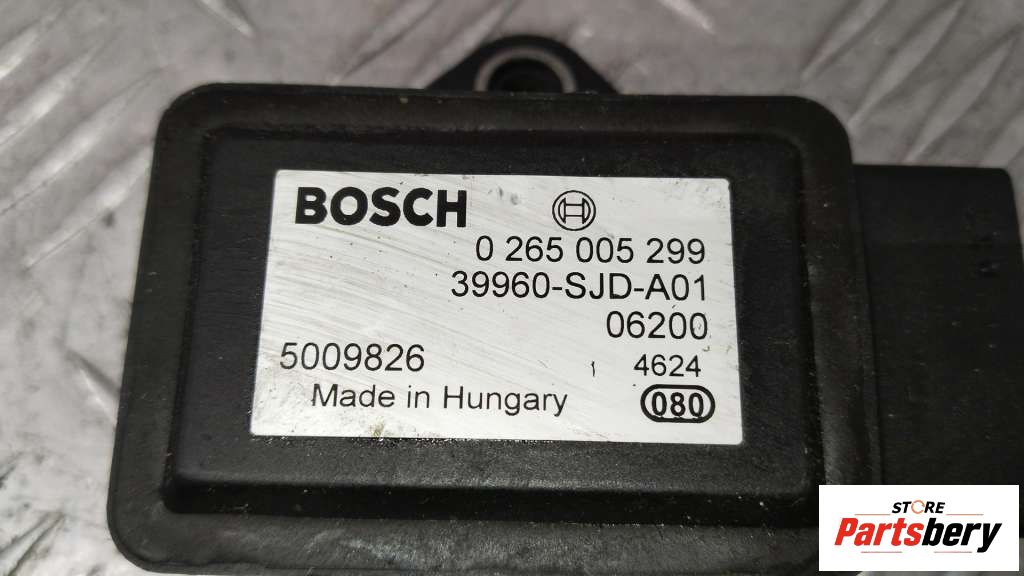 BOSCH
0 265 005 299
39960-SJD-A01
06200
5009826 1 4624
Made in Hungary 080
STORE
Partsbery